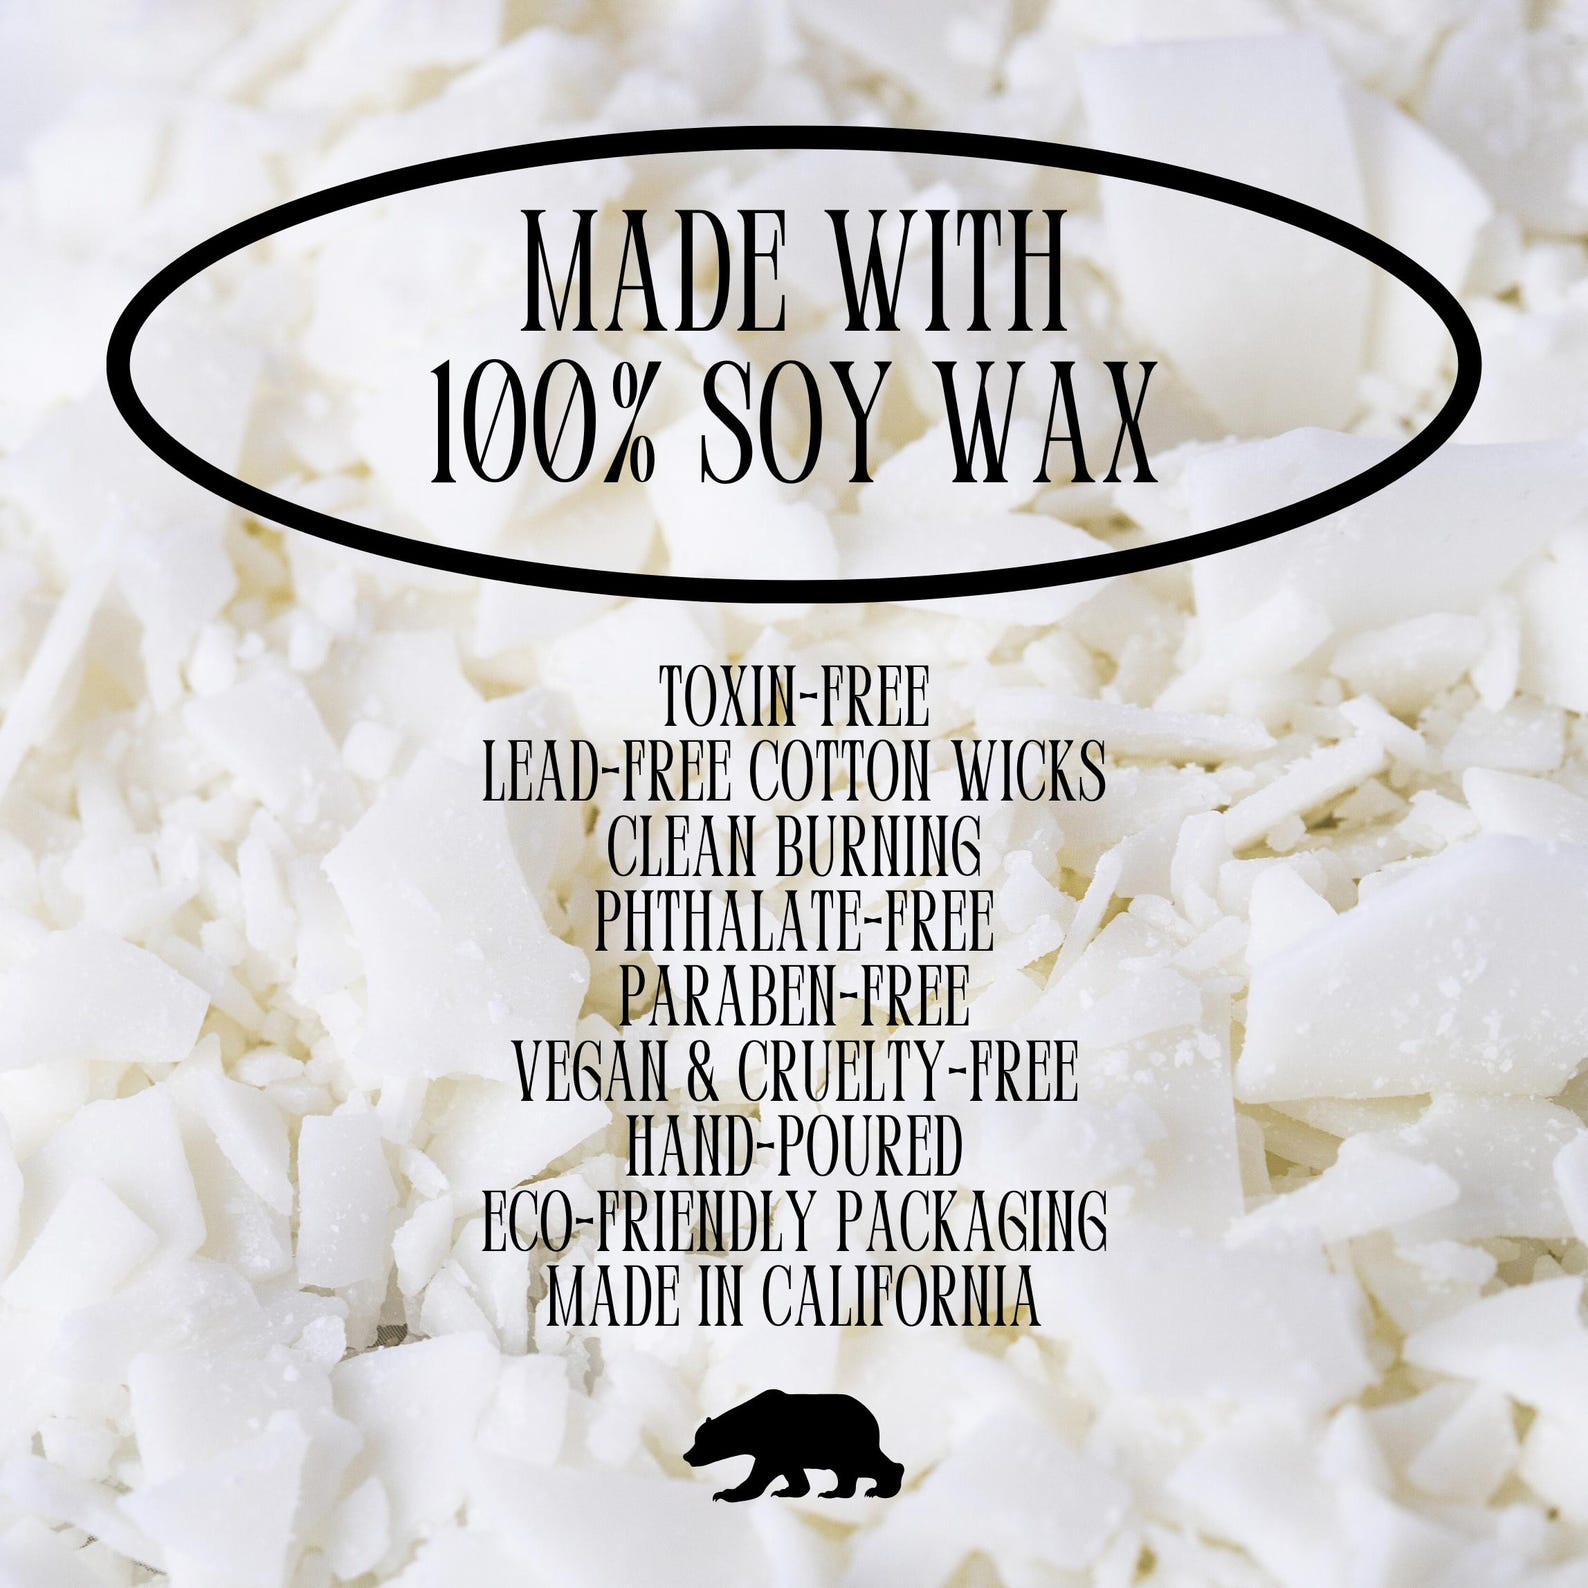 MADE WITH
100% SOY WAX
TOXIN-FREE
LEAD-FREE COTTON WICKS
CLEAN BURNING
PHTHALATE-FREE
PARABEN-FREE
VEGAN & CRUELTY-FREE
HAND-POURED
ECO-FRIENDLY PACKAGING
MADE IN CALIFORNIA